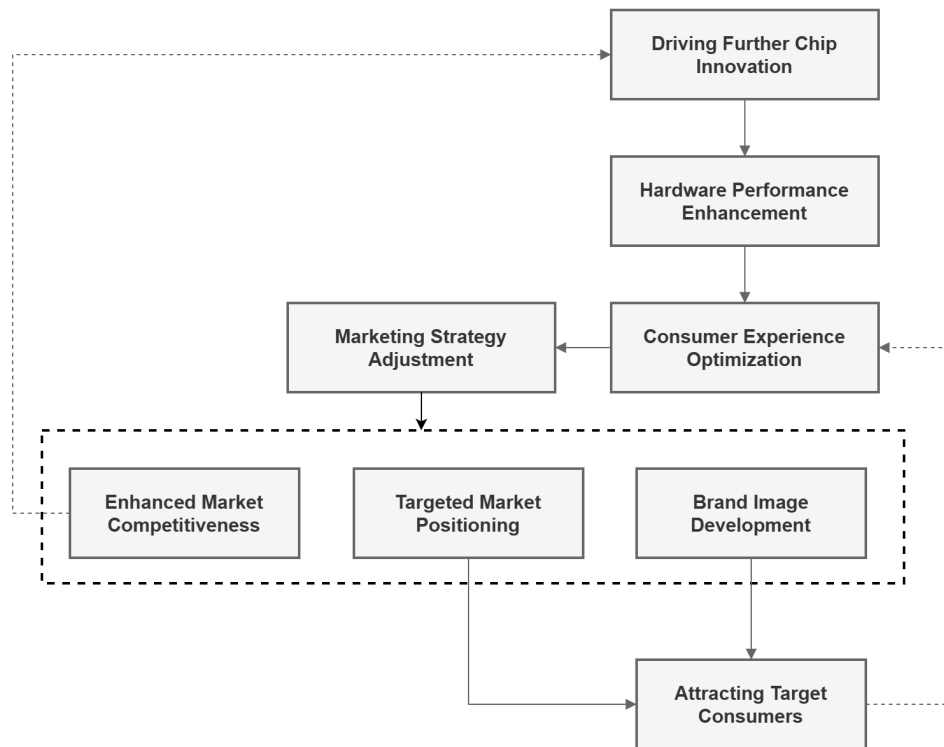 Driving Further Chip
Innovation
Hardware Performance
Enhancement
Marketing Strategy
Adjustment
Consumer Experience
Optimization
Enhanced Market
Competitiveness
Targeted Market
Positioning
Brand Image
Development
Attracting Target
Consumers